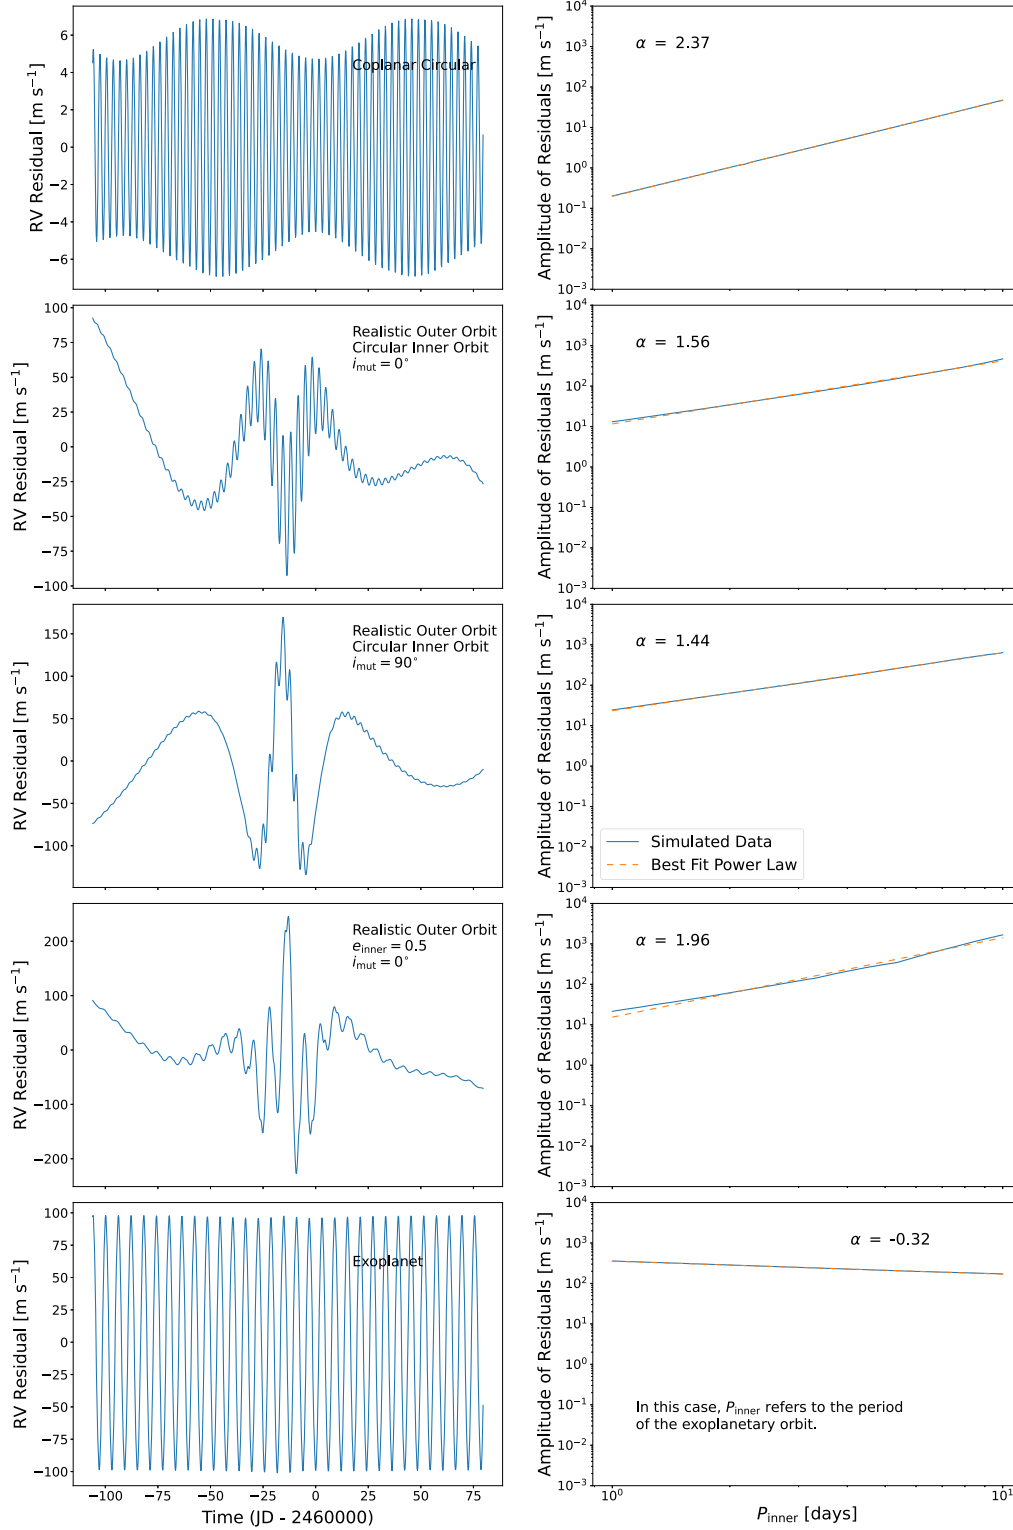 RV Residual [m s⁻¹]
6
4
2
0
−2
−4
−6
Coplanar Circular
Amplitude of Residuals [m s⁻¹]
10⁴
10³
10²
10¹
10⁰
10⁻¹
10⁻²
10⁻³
α = 2.37
RV Residual [m s⁻¹]
100
75
50
25
0
−25
−50
−75
−100
Realistic Outer Orbit
Circular Inner Orbit
i_mut = 0°
Amplitude of Residuals [m s⁻¹]
10⁴
10³
10²
10¹
10⁰
10⁻¹
10⁻²
10⁻³
α = 1.56
RV Residual [m s⁻¹]
150
100
50
0
−50
−100
Realistic Outer Orbit
Circular Inner Orbit
i_mut = 90°
Amplitude of Residuals [m s⁻¹]
10⁴
10³
10²
10¹
10⁰
10⁻¹
10⁻²
10⁻³
α = 1.44
Simulated Data
Best Fit Power Law
RV Residual [m s⁻¹]
200
100
0
−100
−200
Realistic Outer Orbit
e_inner = 0.5
i_mut = 0°
Amplitude of Residuals [m s⁻¹]
10⁴
10³
10²
10¹
10⁰
10⁻¹
10⁻²
10⁻³
α = 1.96
RV Residual [m s⁻¹]
100
75
50
25
0
−25
−50
−75
−100
Exoplanet
−100 −75 −50 −25 0 25 50 75
Time (JD - 2460000)
Amplitude of Residuals [m s⁻¹]
10⁴
10³
10²
10¹
10⁰
10⁻¹
10⁻²
10⁻³
α = -0.32
In this case, P_inner refers to the period
of the exoplanetary orbit.
10⁰ 10¹
P_inner [days]